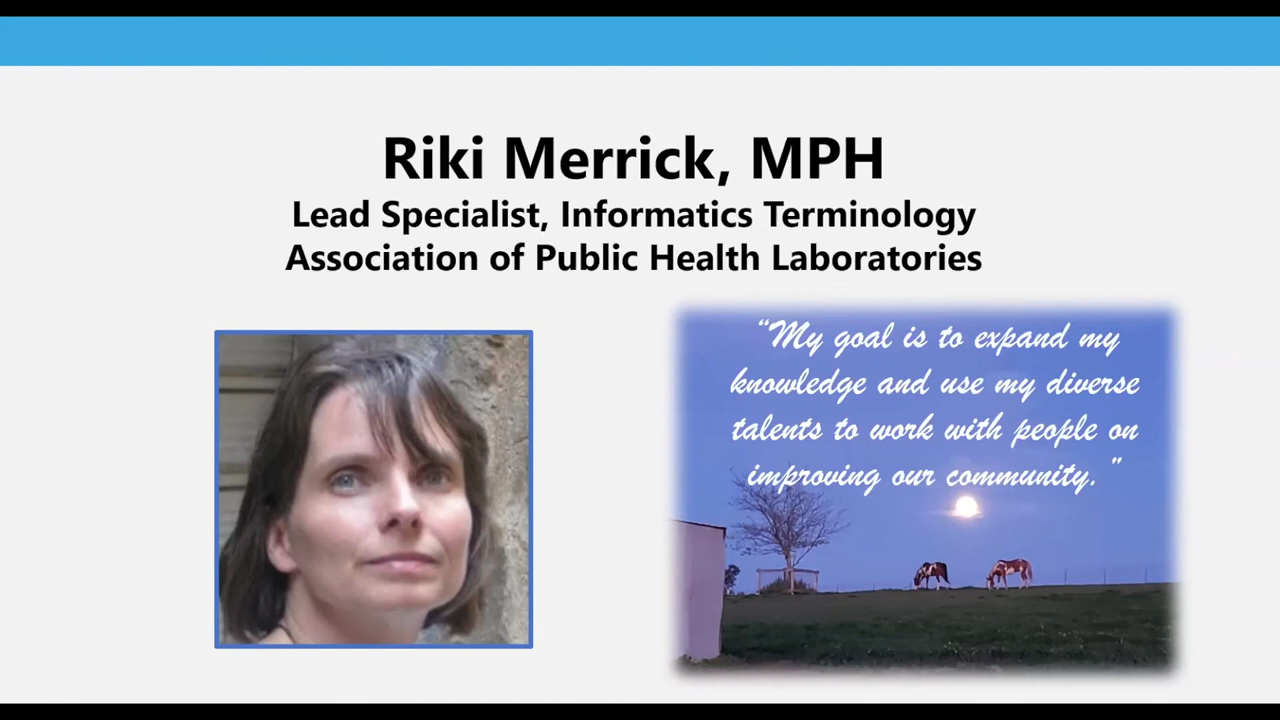 Riki Merrick, MPH
Lead Specialist, Informatics Terminology
Association of Public Health Laboratories
“My goal is to expand my
knowledge and use my diverse
talents to work with people on
improving our community. ”